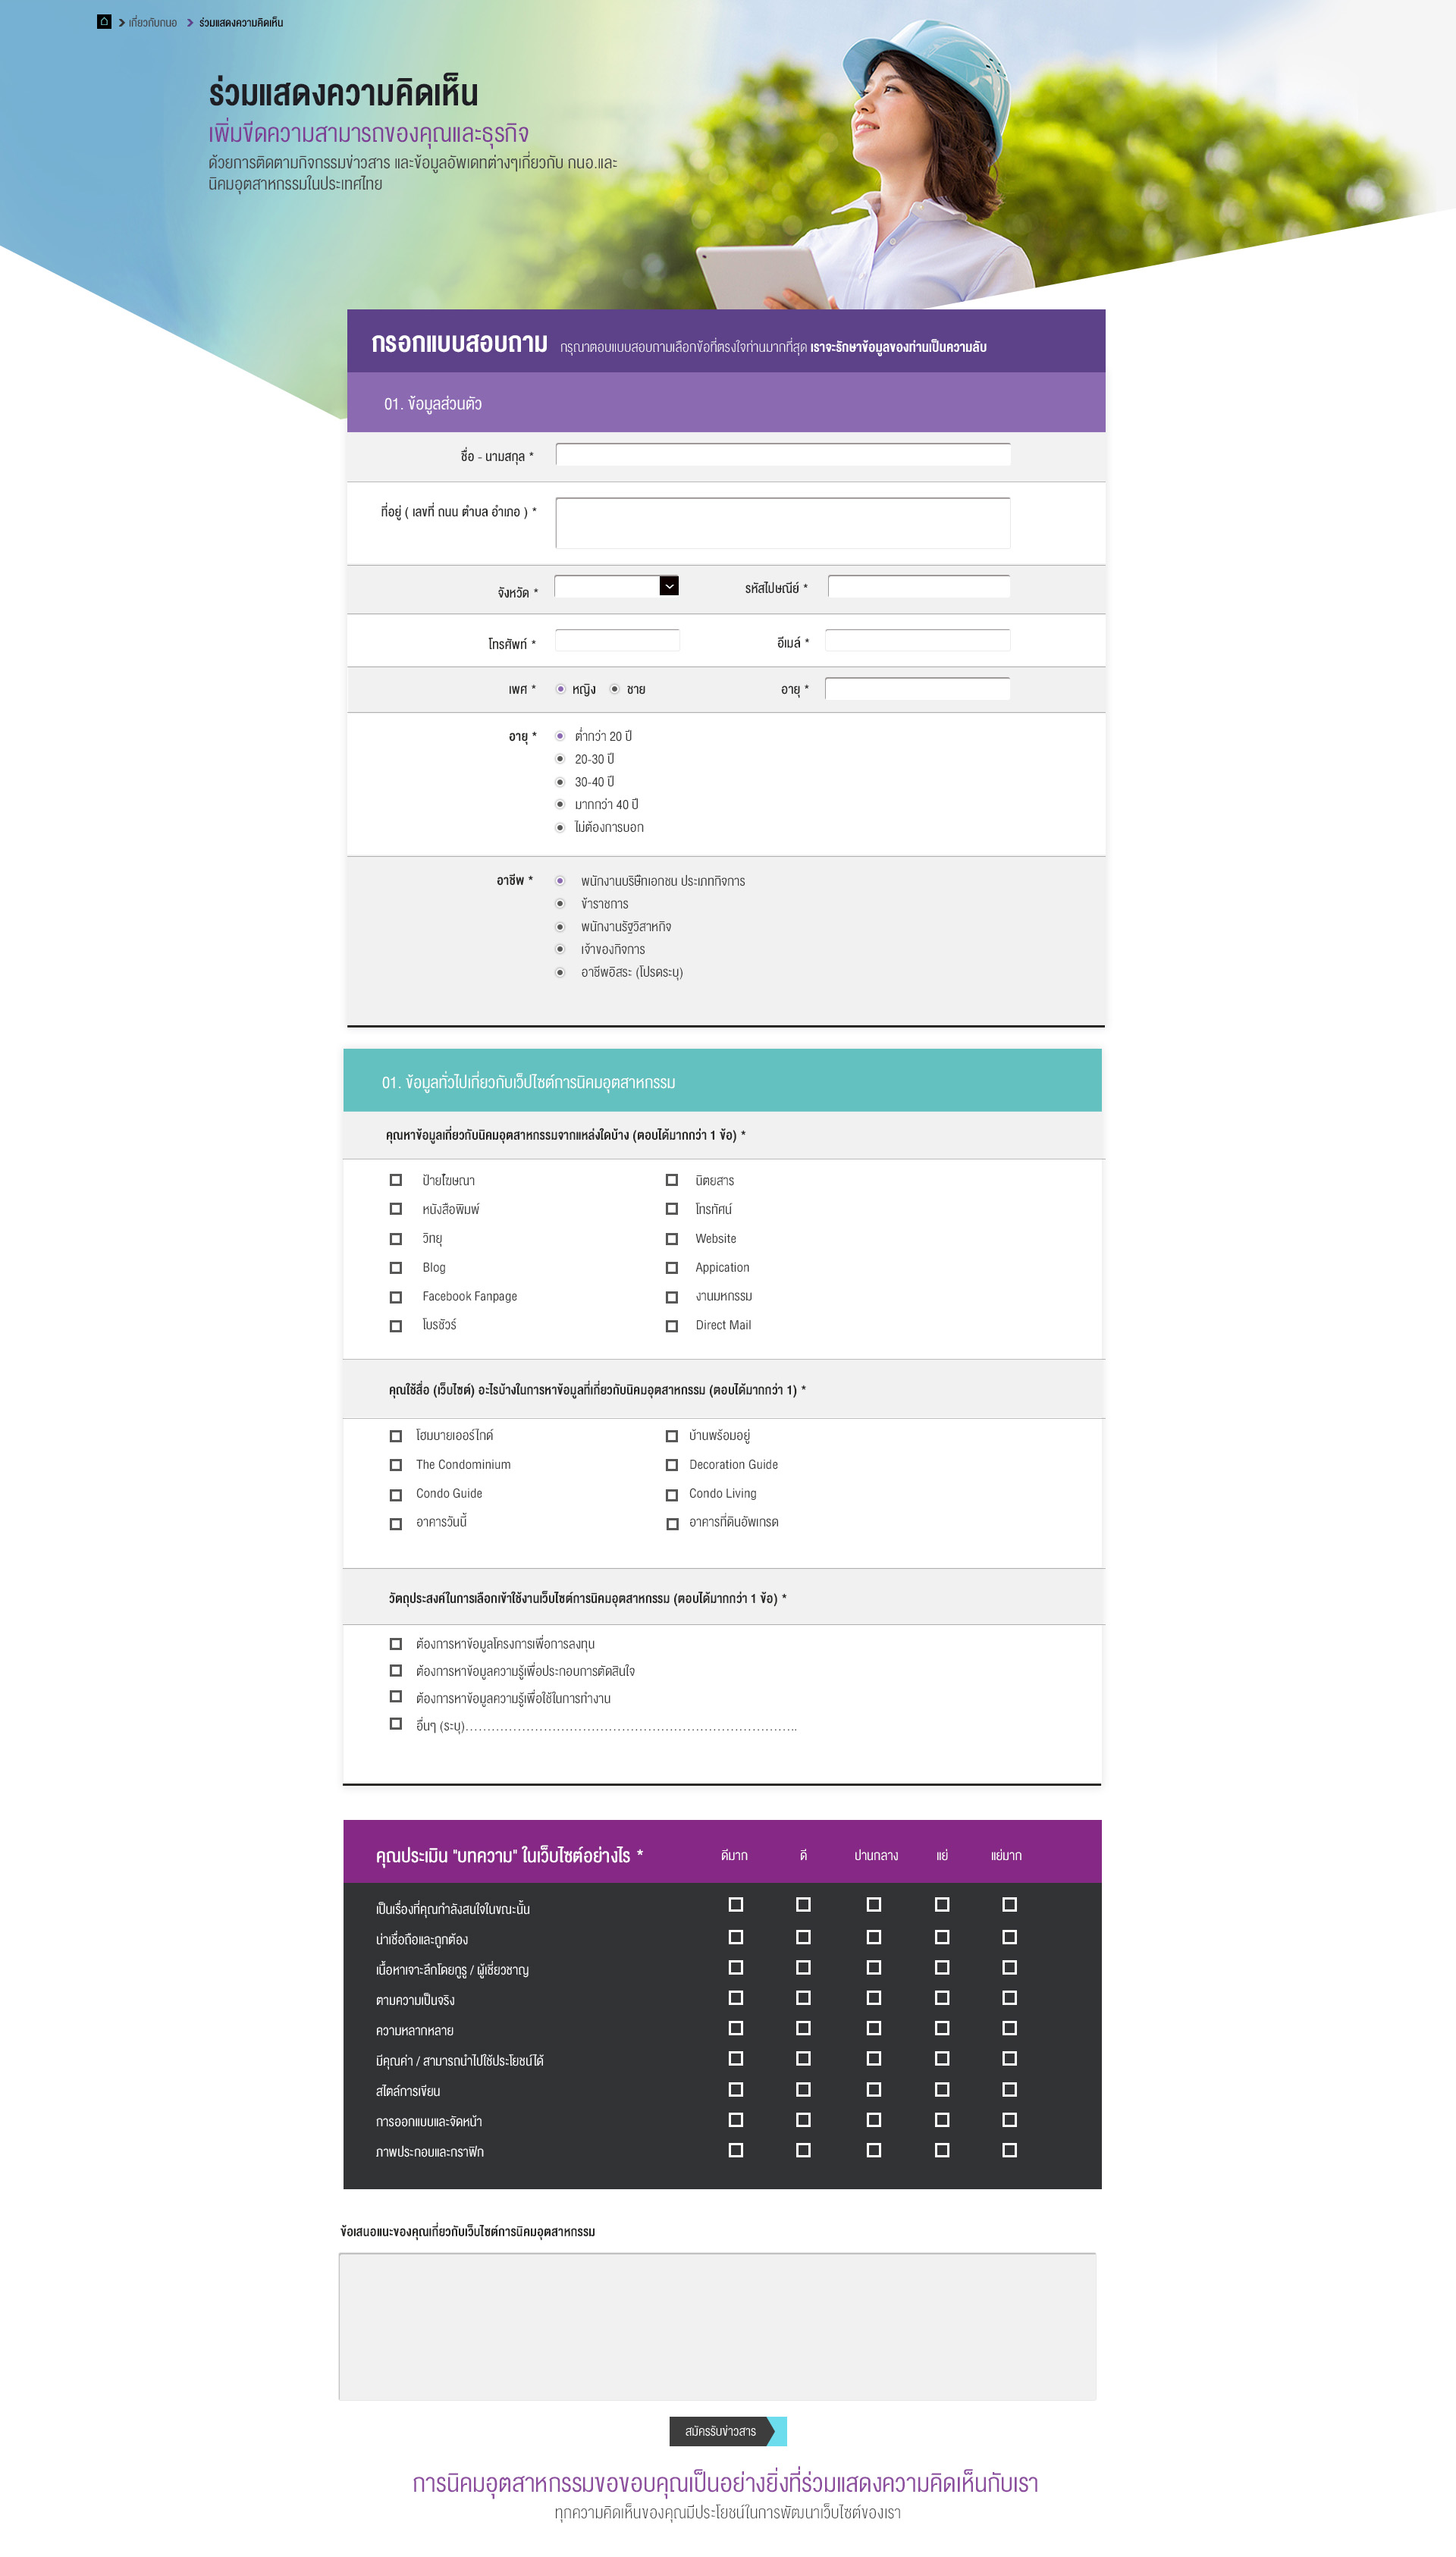 เกี่ยวกับกนอ ร่วมแสดงความคิดเห็น
ร่วมแสดงความคิดเห็น
เพิ่มขีดความสามารถของคุณและธุรกิจ
ด้วยการติดตามกิจกรรมข่าวสาร และข้อมูลอัพเดทต่างๆเกี่ยวกับ กนอ.และ
นิคมอุตสาหกรรมในประเทศไทย
กรอกแบบสอบถาม กรุณาตอบแบบสอบถามเลือกข้อที่ตรงใจท่านมากที่สุด เราจะรักษาข้อมูลของท่านเป็นความลับ
01. ข้อมูลส่วนตัว
ชื่อ - นามสกุล *
ที่อยู่ ( เลขที่ ถนน ตำบล อำเภอ ) *
จังหวัด * รหัสไปษณีย์ *
โทรศัพท์ * อีเมล์ *
เพศ * หญิง ชาย อายุ *
อายุ * ต่ำกว่า 20 ปี
20-30 ปี
30-40 ปี
มากกว่า 40 ปี
ไม่ต้องการบอก
อาชีพ * พนักงานบริษัทเอกชน ประเภทกิจการ
ข้าราชการ
พนักงานรัฐวิสาหกิจ
เจ้าของกิจการ
อาชีพอิสระ (โปรดระบุ)
01. ข้อมูลทั่วไปเกี่ยวกับเว็ปไซต์การนิคมอุตสาหกรรม
คุณหาข้อมูลเกี่ยวกับนิคมอุตสาหกรรมจากแหล่งใดบ้าง (ตอบได้มากกว่า 1 ข้อ) *
ป้ายโฆษณา นิตยสาร
หนังสือพิมพ์ โทรทัศน์
วิทยุ Website
Blog Appication
Facebook Fanpage งานมหกรรม
โบรชัวร์ Direct Mail
คุณใช้สื่อ (เว็บไซต์) อะไรบ้างในการหาข้อมูลที่เกี่ยวกับนิคมอุตสาหกรรม (ตอบได้มากกว่า 1) *
โฮมบายเออร์ไกด์ บ้านพร้อมอยู่
The Condominium Decoration Guide
Condo Guide Condo Living
อาคารวันนี้ อาคารที่ดินอัพเกรด
วัตถุประสงค์ในการเลือกเข้าใช้งานเว็บไซต์การนิคมอุตสาหกรรม (ตอบได้มากกว่า 1 ข้อ) *
ต้องการหาข้อมูลโครงการเพื่อการลงทุน
ต้องการหาข้อมูลความรู้เพื่อประกอบการตัดสินใจ
ต้องการหาข้อมูลความรู้เพื่อใช้ในการทำงาน
อื่นๆ (ระบุ)…………………………………………………………………..
คุณประเมิน "บทความ" ในเว็บไซต์อย่างไร * ดีมาก ดี ปานกลาง แย่ แย่มาก
เป็นเรื่องที่คุณกำลังสนใจในขณะนั้น
น่าเชื่อถือและถูกต้อง
เนื้อหาเจาะลึกโดยกูรู / ผู้เชี่ยวชาญ
ตามความเป็นจริง
ความหลากหลาย
มีคุณค่า / สามารถนำไปใช้ประโยชน์ได้
สไตล์การเขียน
การออกแบบและจัดหน้า
ภาพประกอบและกราฟิก
ข้อเสนอแนะของคุณเกี่ยวกับเว็บไซต์การนิคมอุตสาหกรรม
สมัครรับข่าวสาร
การนิคมอุตสาหกรรมขอขอบคุณเป็นอย่างยิ่งที่ร่วมแสดงความคิดเห็นกับเรา
ทุกความคิดเห็นของคุณมีประโยชน์ในการพัฒนาเว็บไซต์ของเรา